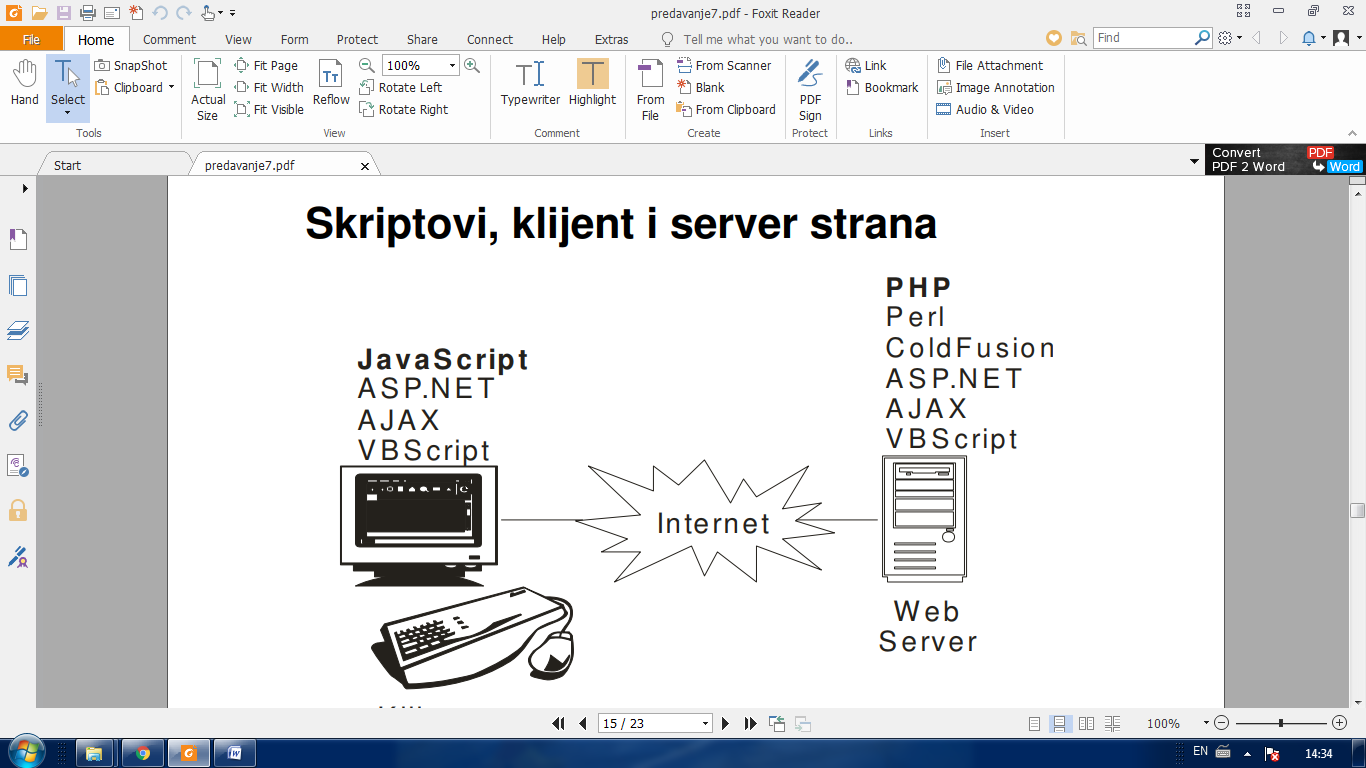 predavanje7.pdf - Foxit Reader
File Home Comment View Form Protect Share Connect Help Extras Tell me what you want to do.. Find
Hand
Select
SnapShot
Clipboard
Tools
Actual
Size
Fit Page
Fit Width
Fit Visible
Reflow
100%
Rotate Left
Rotate Right
View
Typewriter
Highlight
Comment
From
File
From Scanner
Blank
From Clipboard
Create
PDF
Sign
Protect
Link
Bookmark
Links
File Attachment
Image Annotation
Audio & Video
Insert
Start
predavanje7.pdf
Convert
PDF 2 Word
PDF
Word
Skriptovi, klijent i server strana
JavaScript
ASP.NET
AJAX
VBScript
Internet
PHP
Perl
ColdFusion
ASP.NET
AJAX
VBScript
Web
Server
15 / 23
100%
EN
14:34